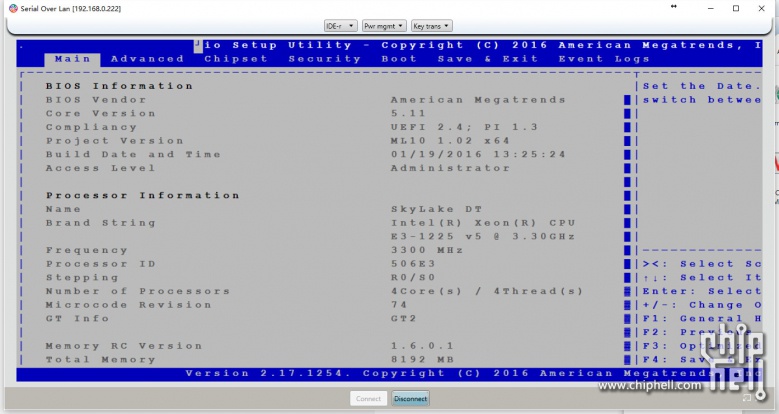 Serial Over Lan [192.168.0.222]
IDE-r Pwr mgmt Key trans
io Setup Utility - Copyright (C) 2016 American Megatrends, I
Main Advanced Chipset Security Boot Save & Exit Event Logs
BIOS Information Set the Date.
BIOS Vendor American Megatrends switch betwee
Core Version 5.11
Compliancy UEFI 2.4; PI 1.3
Project Version ML10 1.02 x64
Build Date and Time 01/19/2016 13:25:24
Access Level Administrator
Processor Information
Name SkyLake DT
Brand String Intel(R) Xeon(R) CPU
E3-1225 v5 @ 3.30GHz
Frequency 3300 MHz
Processor ID 506E3 ><: Select Sc
Stepping R0/S0 ↑↓: Select It
Number of Processors 4Core(s) / 4Thread(s) Enter: Select
Microcode Revision 74 +/-: Change O
GT Info GT2 F1: General H
F2:
Memory RC Version 1.6.0.1 F3:
Total Memory 8192 MB F4:
Version 2.17.1254. Copyright (C) 2016 American Megatrends
www.chiphell.com
Connect Disconnect
chip
hell